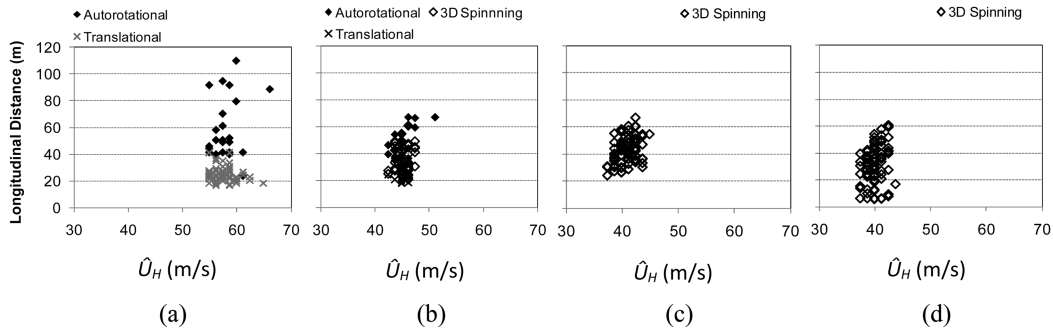 ◆ Autorotational
× Translational
◆ Autorotational ◇ 3D Spinnning
× Translational
◇ 3D Spinning
◇ 3D Spinning
Longitudinal Distance (m)
120
100
80
60
40
20
0
30 40 50 60 70
30 40 50 60 70
30 40 50 60 70
30 40 50 60 70
Û_H (m/s)
Û_H (m/s)
Û_H (m/s)
Û_H (m/s)
(a)
(b)
(c)
(d)